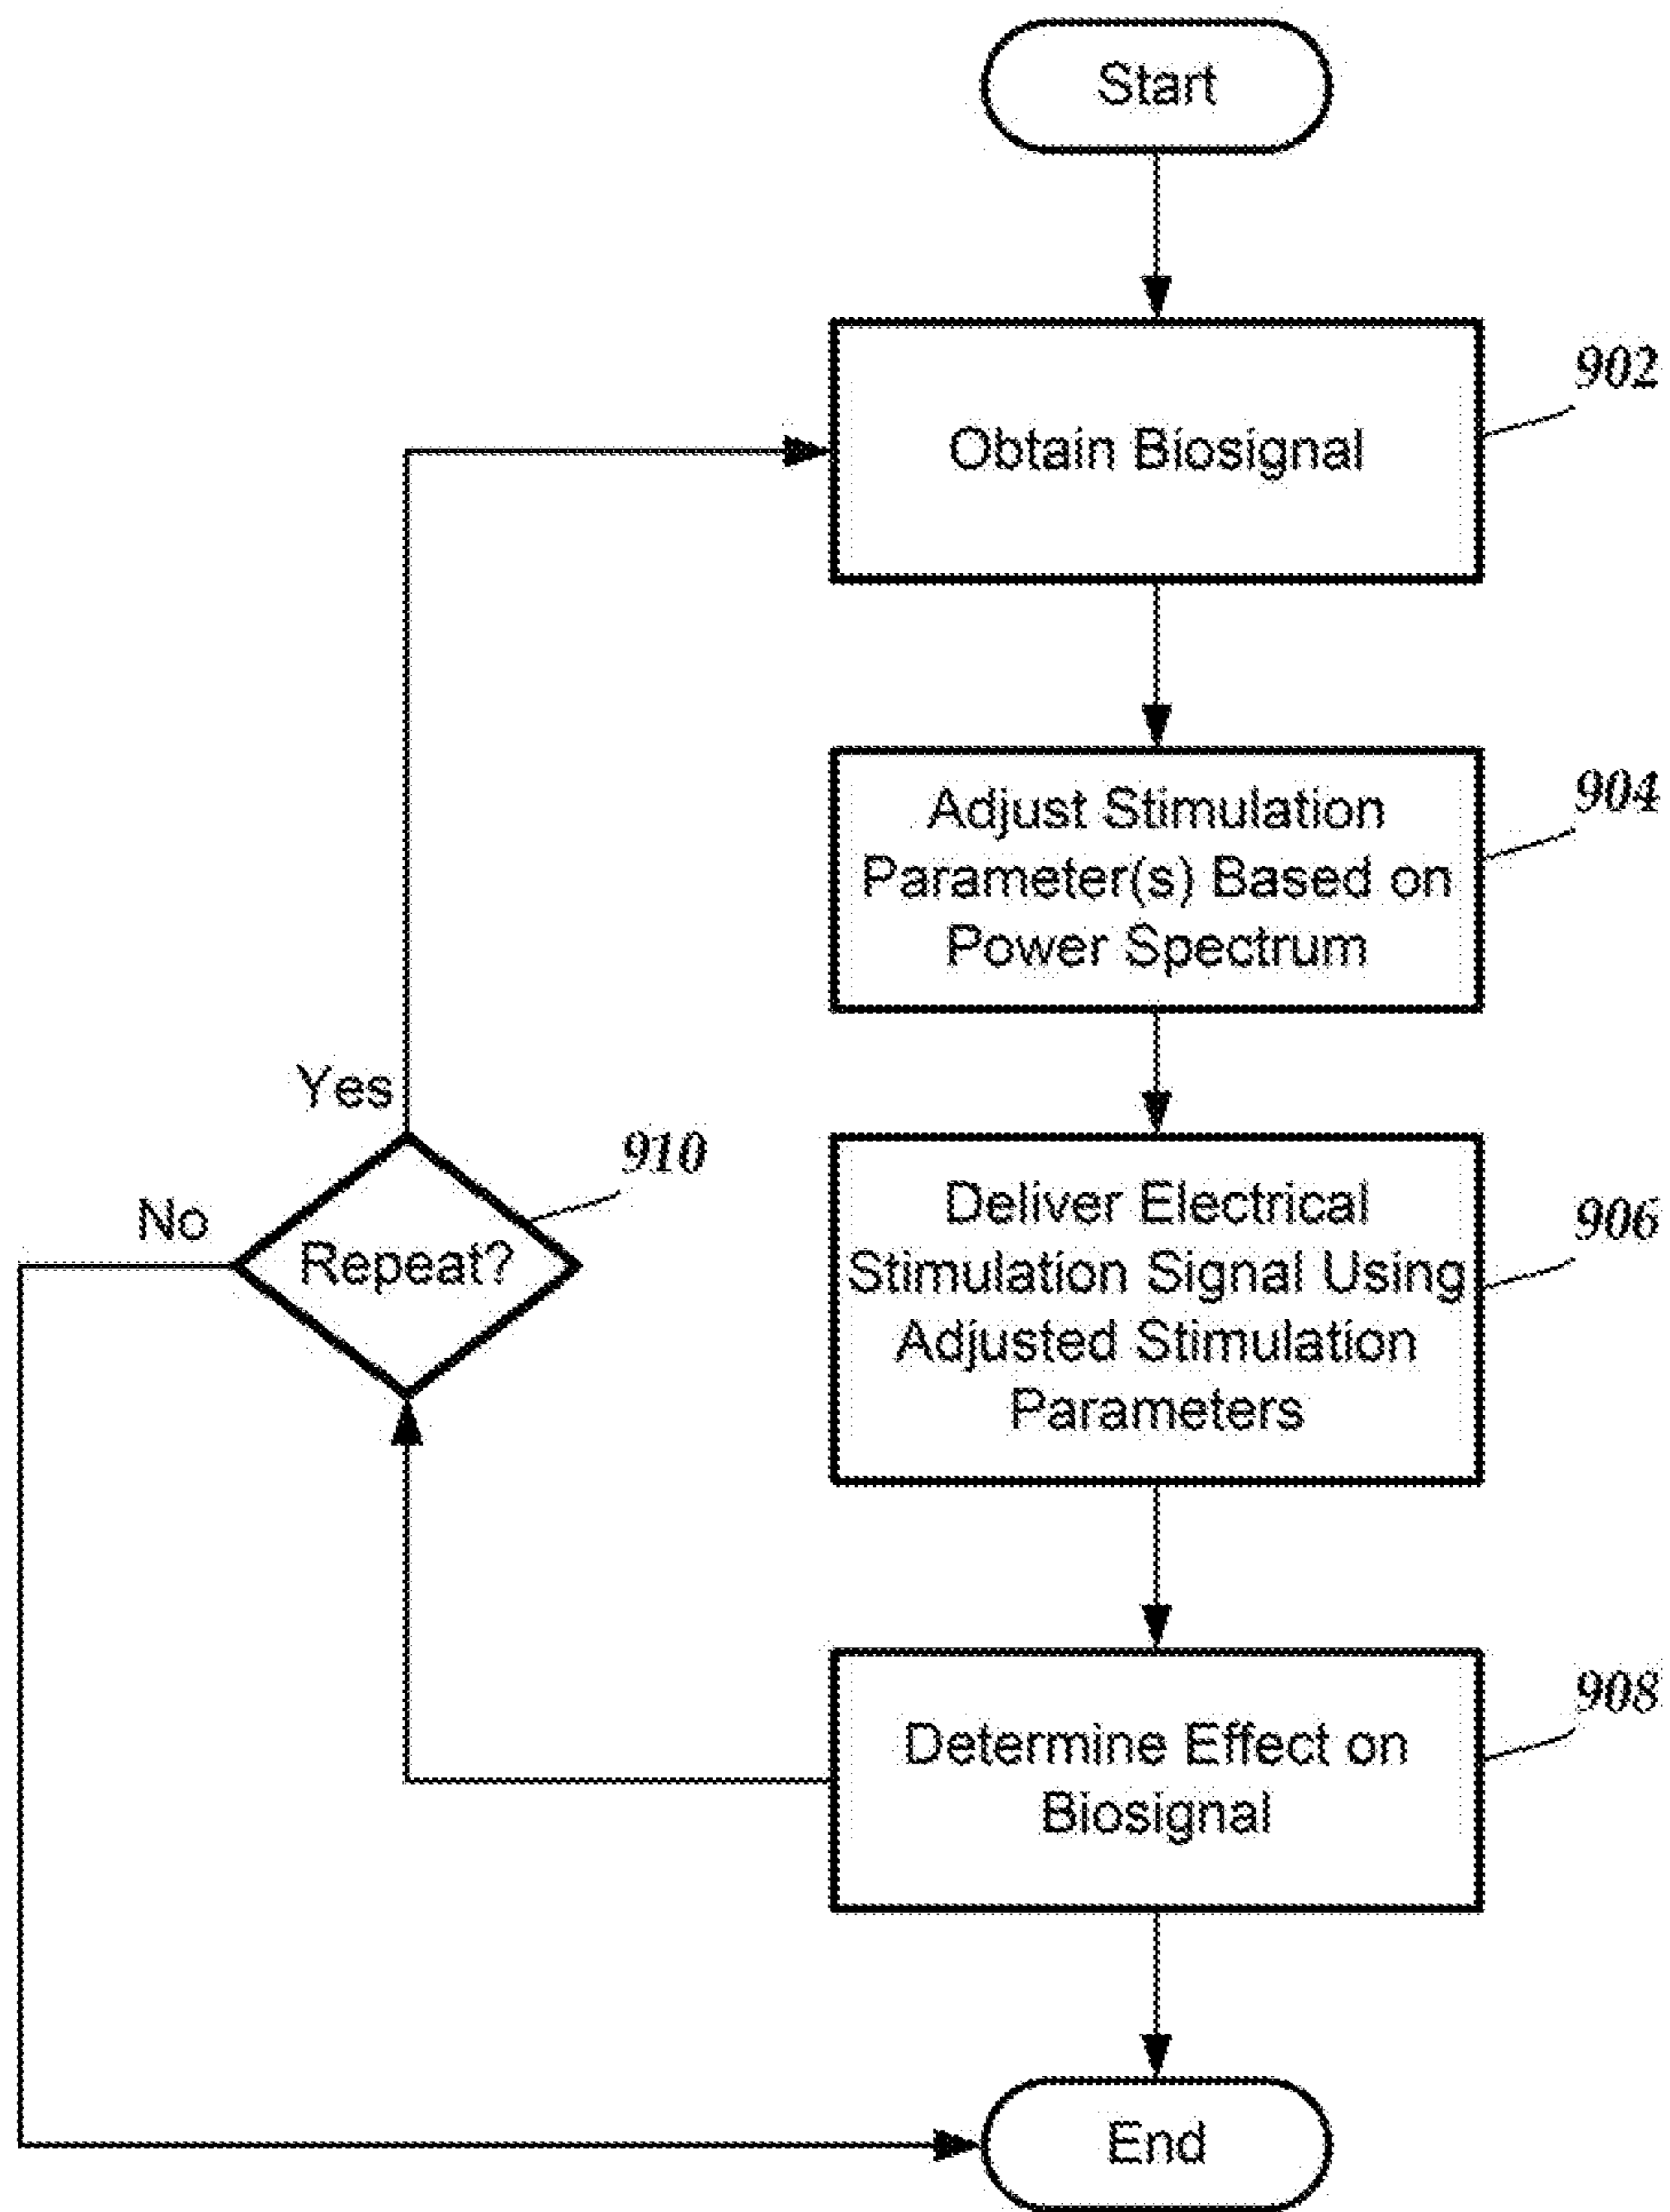 Start
Obtain Biosignal
902
Adjust Stimulation
Parameter(s) Based on
Power Spectrum
904
Yes
910
No
Repeat?
Deliver Electrical
Stimulation Signal Using
Adjusted Stimulation
Parameters
906
Determine Effect on
Biosignal
908
End